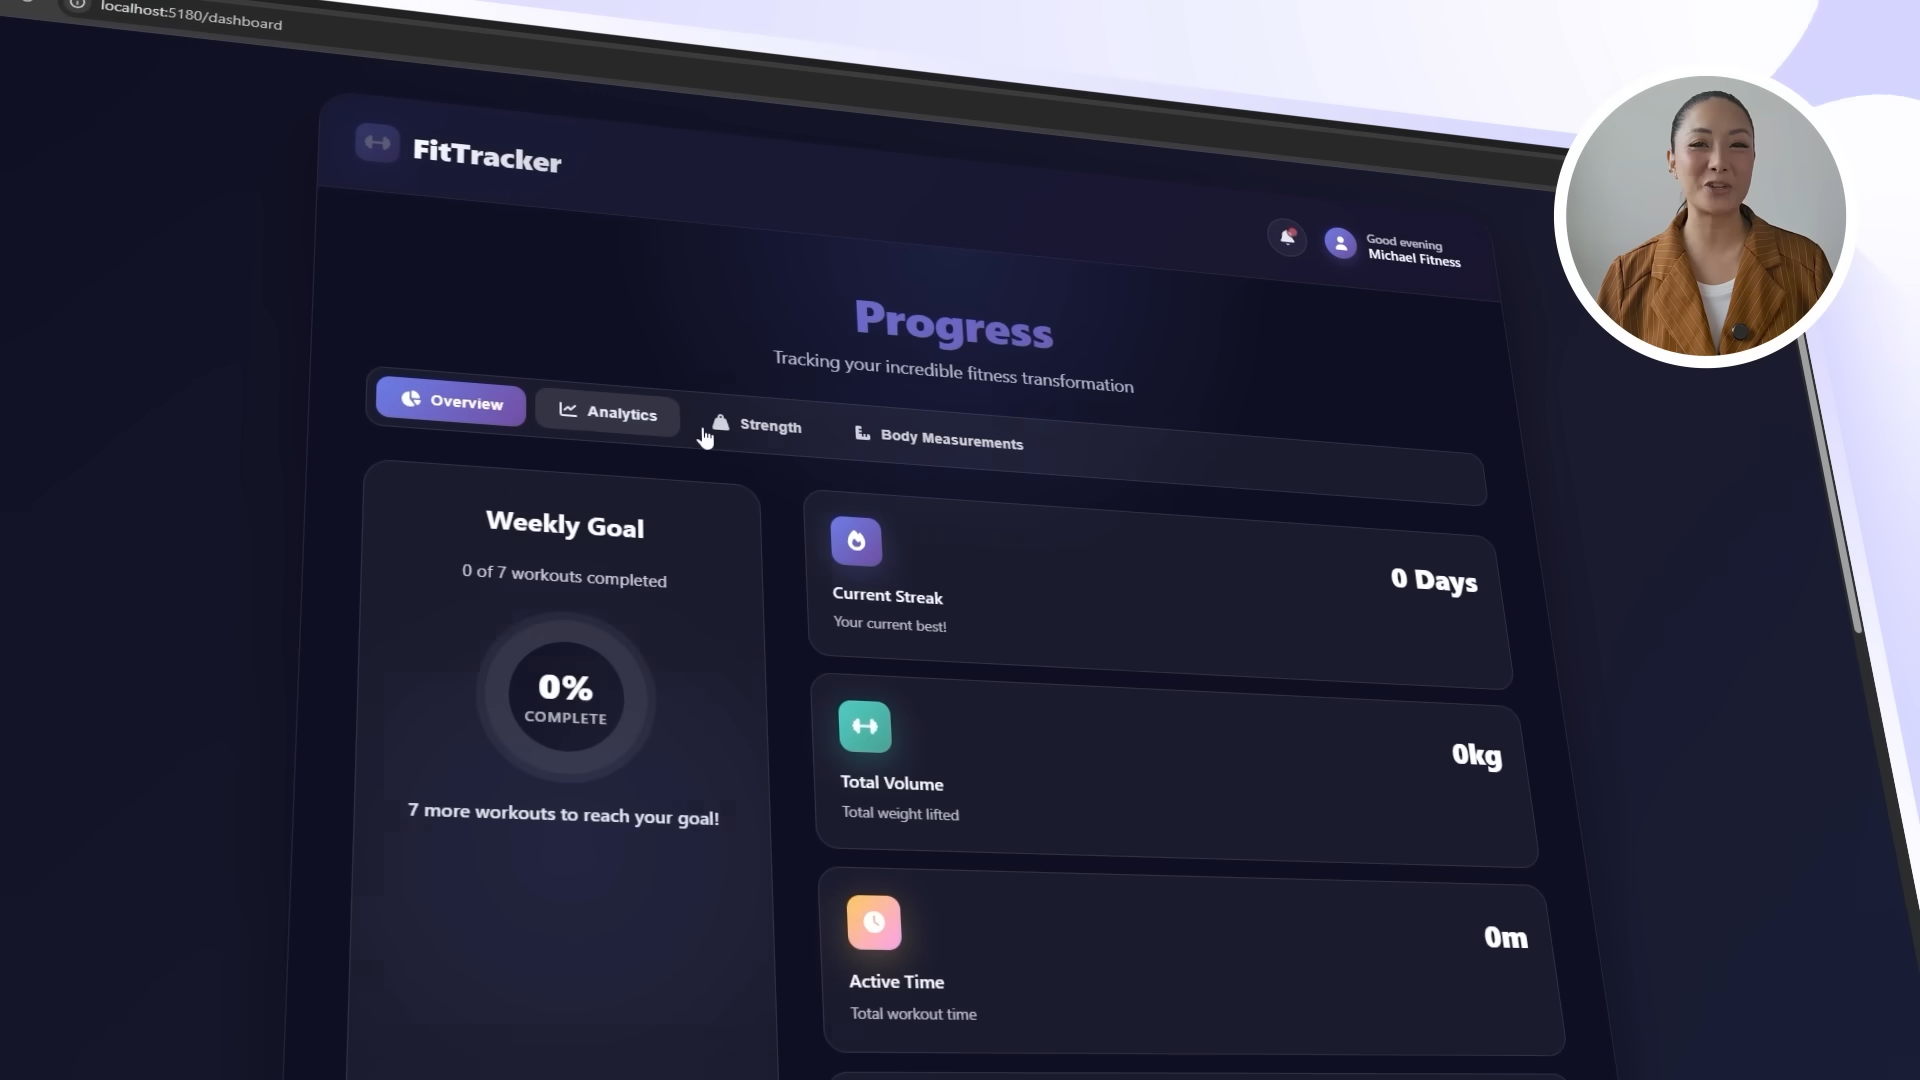 localhost:5180/dashboard
FitTracker
Good evening
Michael Fitness
Progress
Tracking your incredible fitness transformation
Overview
Analytics
Strength
Body Measurements
Weekly Goal
0 of 7 workouts completed
0%
COMPLETE
7 more workouts to reach your goal!
Current Streak
Your current best!
0 Days
Total Volume
Total weight lifted
0kg
Active Time
Total workout time
0m